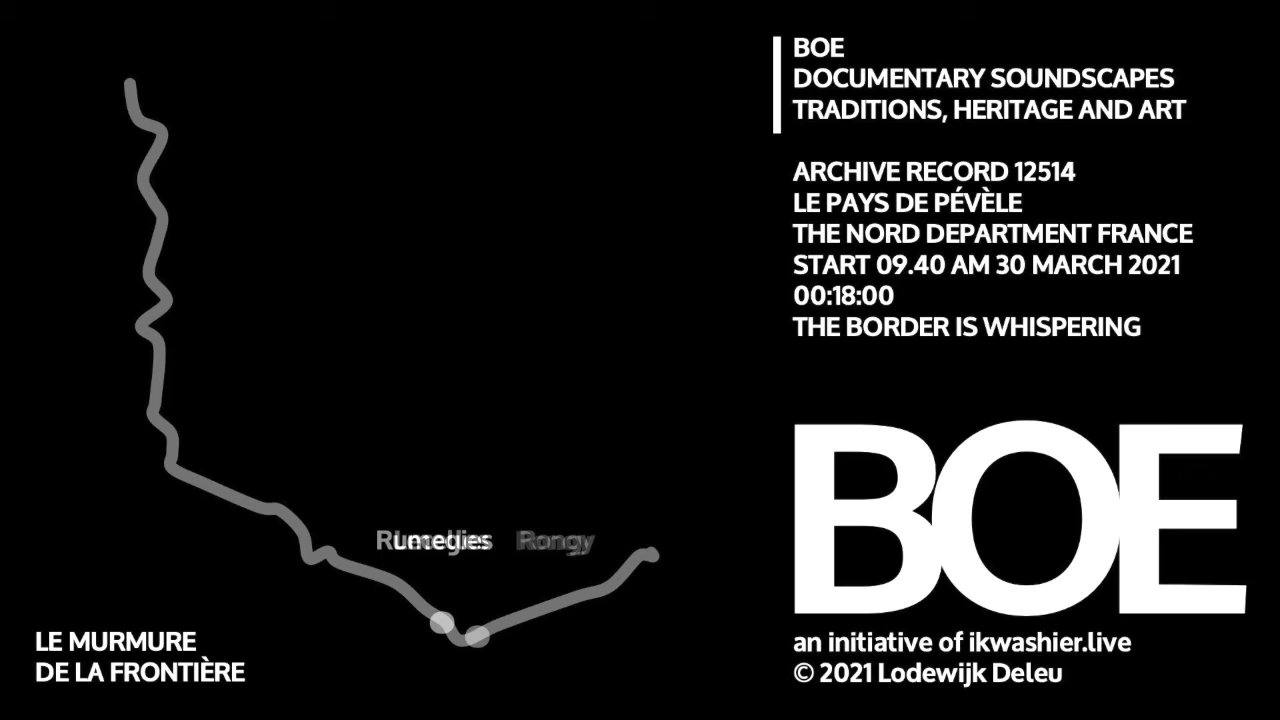 BOE
DOCUMENTARY SOUNDSCAPES
TRADITIONS, HERITAGE AND ART
ARCHIVE RECORD 12514
LE PAYS DE PÉVÈLE
THE NORD DEPARTMENT FRANCE
START 09.40 AM 30 MARCH 2021
00:18:00
THE BORDER IS WHISPERING
BOE
Rongy
LE MURMURE
DE LA FRONTIÈRE
an initiative of ikwashier.live
© 2021 Lodewijk Deleu